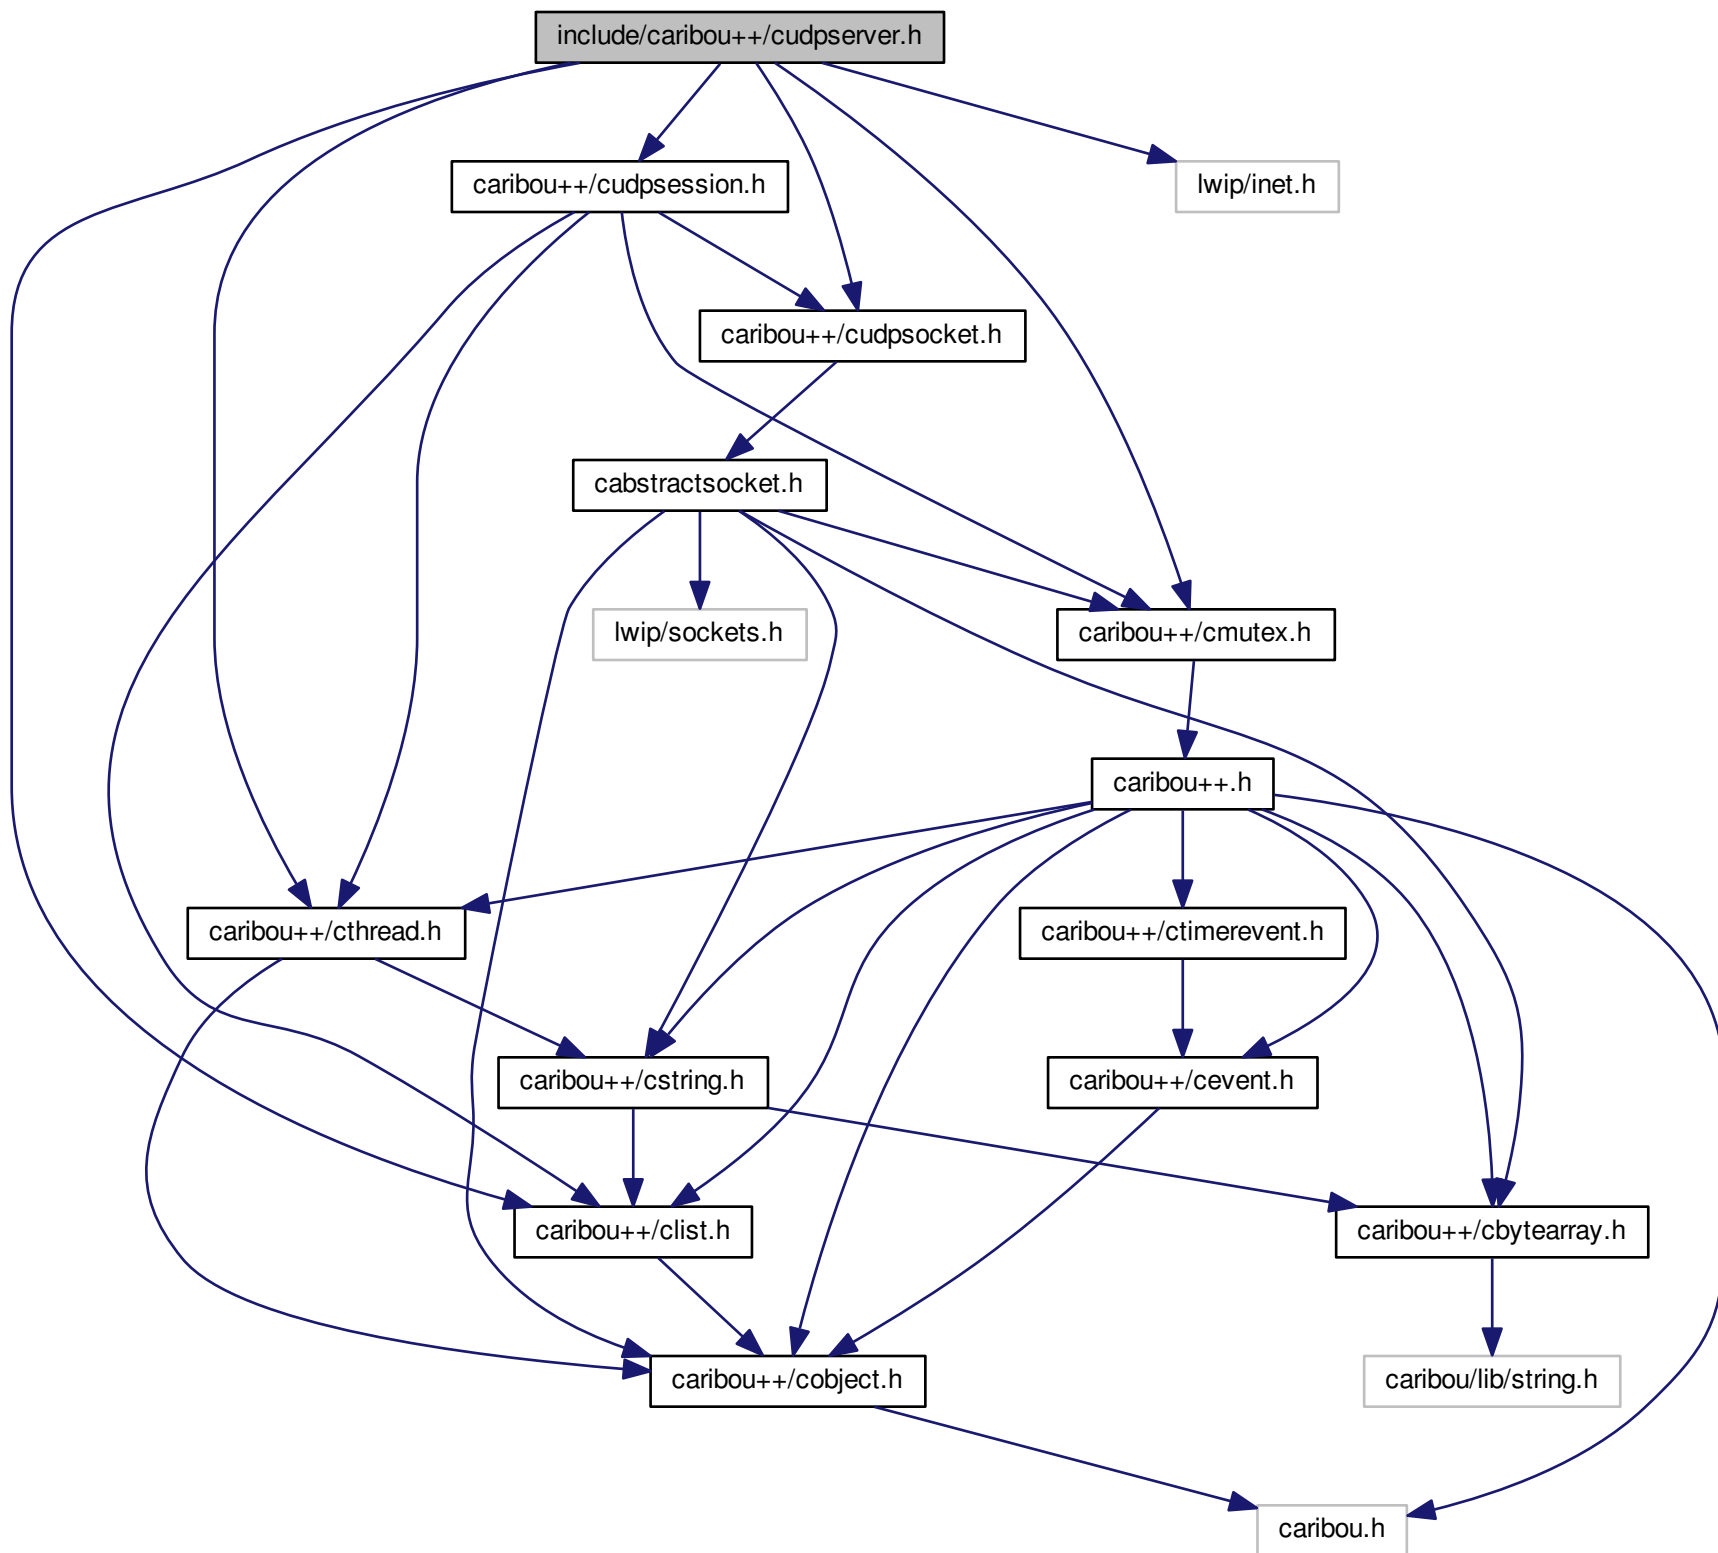 include/caribou++/cudpserver.h
caribou++/cudpsession.h
lwip/inet.h
caribou++/cudpsocket.h
cabstractsocket.h
lwip/sockets.h
caribou++/cmutex.h
caribou++.h
caribou++/cthread.h
caribou++/ctimerevent.h
caribou++/cstring.h
caribou++/cevent.h
caribou++/clist.h
caribou++/cbytearray.h
caribou++/cobject.h
caribou/lib/string.h
caribou.h